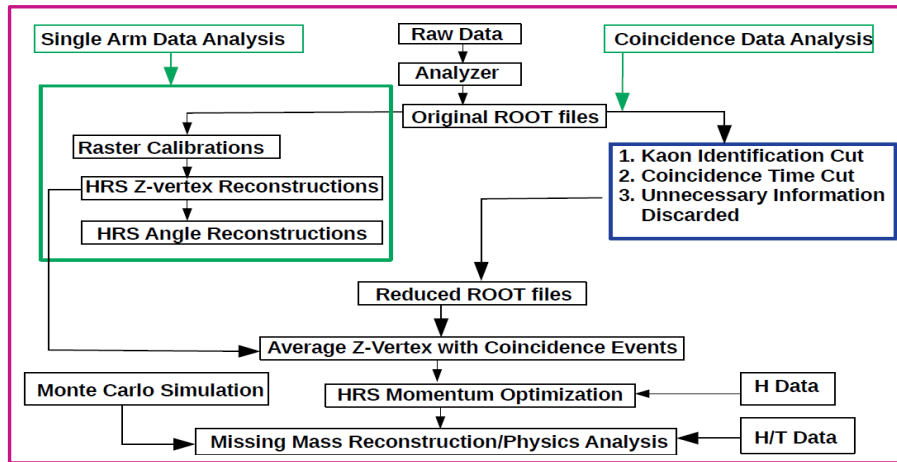 Single Arm Data Analysis
Raw Data
Coincidence Data Analysis
Analyzer
Original ROOT files
Raster Calibrations
HRS Z-vertex Reconstructions
HRS Angle Reconstructions
1. Kaon Identification Cut
2. Coincidence Time Cut
3. Unnecessary Information
Discarded
Reduced ROOT files
Average Z-Vertex with Coincidence Events
Monte Carlo Simulation
HRS Momentum Optimization
H Data
Missing Mass Reconstruction/Physics Analysis
H/T Data